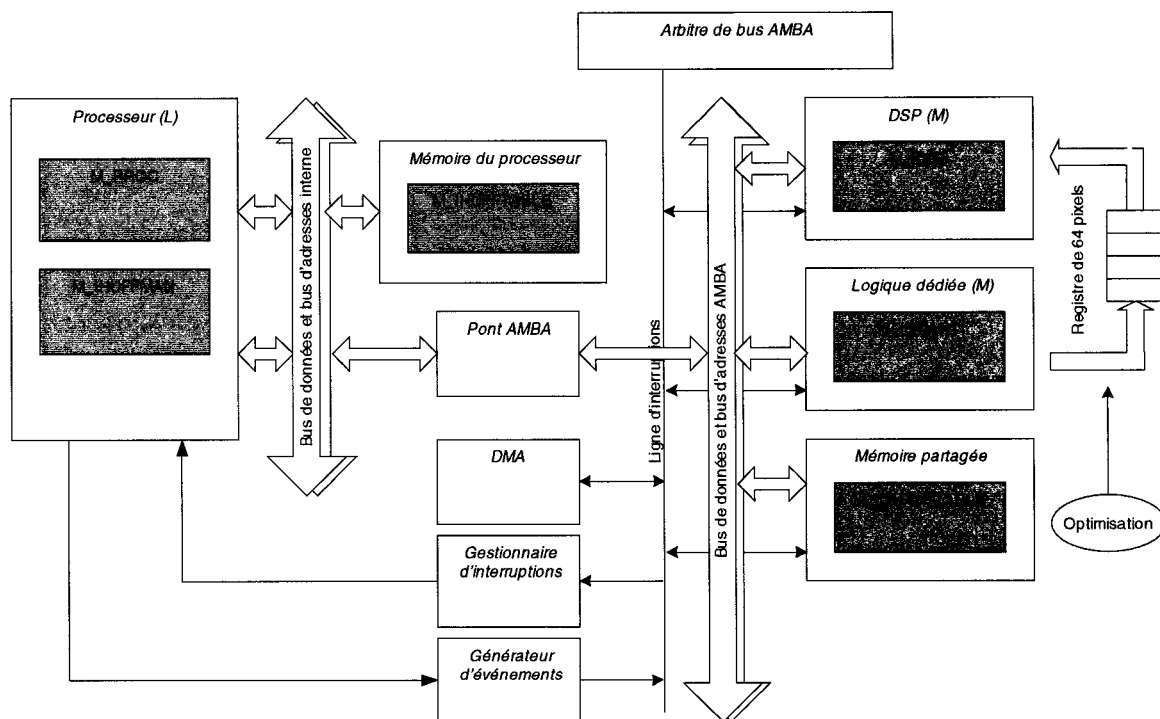 Arbitre de bus AMBA
Processeur (L)
M_PROG
M_IHUFFMAN
Bus de données et bus d'adresses interne
Mémoire du processeur
Pont AMBA
DMA
Gestionnaire
d'interruptions
Générateur
d'événements
Ligne d'interruptions
Bus de données et bus d'adresses AMBA
DSP (M)
Logique dédiée (M)
Mémoire partagée
Registre de 64 pixels
Optimisation